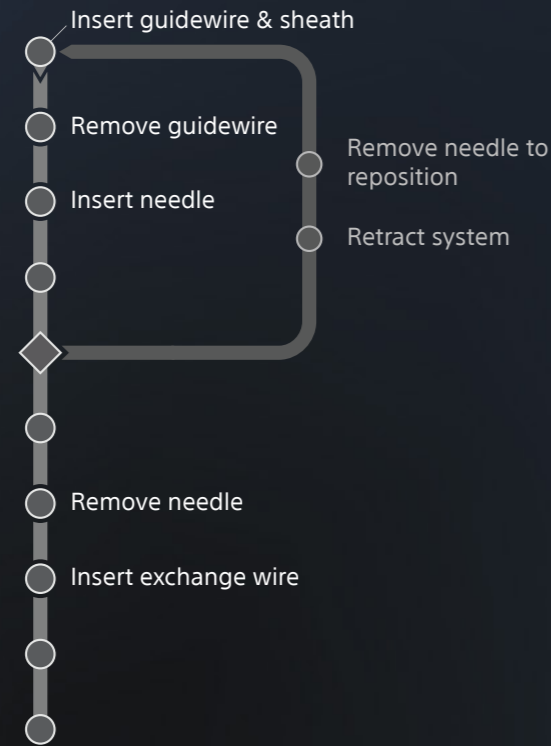 Insert guidewire & sheath
Remove guidewire
Remove needle to
reposition
Insert needle
Retract system
Remove needle
Insert exchange wire